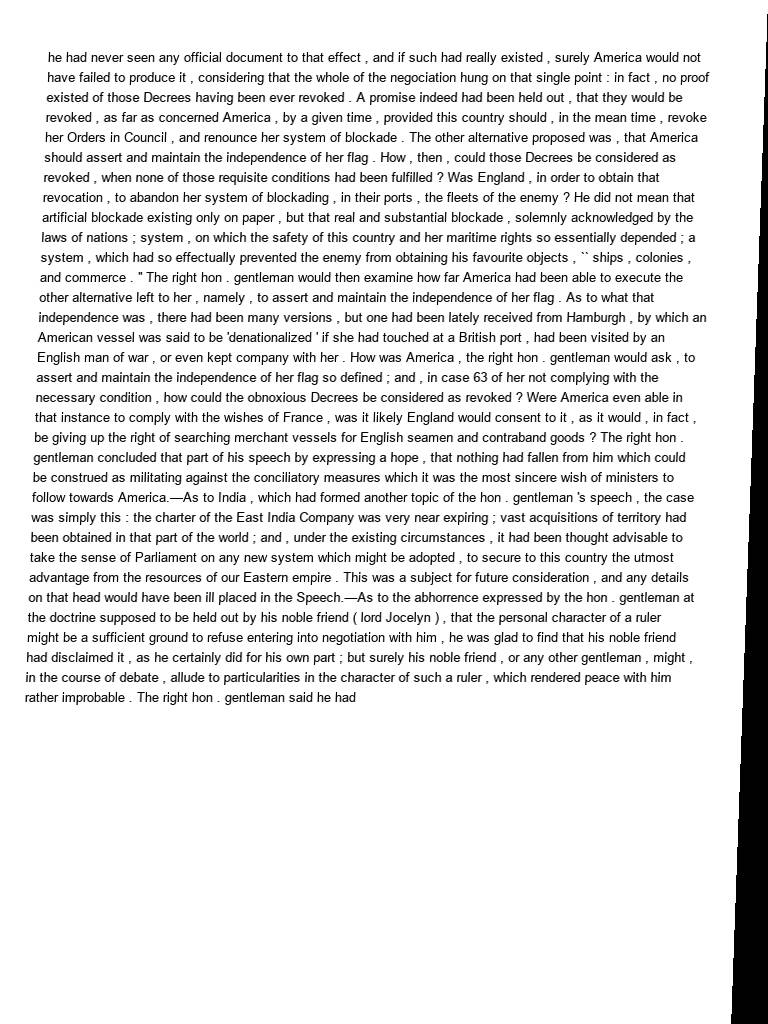 he had never seen any official document to that effect , and if such had really existed , surely America would not
have failed to produce it , considering that the whole of the negociation hung on that single point : in fact , no proof
existed of those Decrees having been ever revoked . A promise indeed had been held out , that they would be
revoked , as far as concerned America , by a given time , provided this country should , in the mean time , revoke
her Orders in Council , and renounce her system of blockade . The other alternative proposed was , that America
should assert and maintain the independence of her flag . How , then , could those Decrees be considered as
revoked , when none of those requisite conditions had been fulfilled ? Was England , in order to obtain that
revocation , to abandon her system of blockading , in their ports , the fleets of the enemy ? He did not mean that
artificial blockade existing only on paper , but that real and substantial blockade , solemnly acknowledged by the
laws of nations ; system , on which the safety of this country and her maritime rights so essentially depended ; a
system , which had so effectually prevented the enemy from obtaining his favourite objects , `` ships , colonies ,
and commerce . " The right hon . gentleman would then examine how far America had been able to execute the
other alternative left to her , namely , to assert and maintain the independence of her flag . As to what that
independence was , there had been many versions , but one had been lately received from Hamburgh , by which an
American vessel was said to be 'denationalized ' if she had touched at a British port , had been visited by an
English man of war , or even kept company with her . How was America , the right hon . gentleman would ask , to
assert and maintain the independence of her flag so defined ; and , in case 63 of her not complying with the
necessary condition , how could the obnoxious Decrees be considered as revoked ? Were America even able in
that instance to comply with the wishes of France , was it likely England would consent to it , as it would , in fact ,
be giving up the right of searching merchant vessels for English seamen and contraband goods ? The right hon .
gentleman concluded that part of his speech by expressing a hope , that nothing had fallen from him which could
be construed as militating against the conciliatory measures which it was the most sincere wish of ministers to
follow towards America.—As to India , which had formed another topic of the hon . gentleman 's speech , the case
was simply this : the charter of the East India Company was very near expiring ; vast acquisitions of territory had
been obtained in that part of the world ; and , under the existing circumstances , it had been thought advisable to
take the sense of Parliament on any new system which might be adopted , to secure to this country the utmost
advantage from the resources of our Eastern empire . This was a subject for future consideration , and any details
on that head would have been ill placed in the Speech.—As to the abhorrence expressed by the hon . gentleman at
the doctrine supposed to be held out by his noble friend ( lord Jocelyn ) , that the personal character of a ruler
might be a sufficient ground to refuse entering into negotiation with him , he was glad to find that his noble friend
had disclaimed it , as he certainly did for his own part ; but surely his noble friend , or any other gentleman , might ,
in the course of debate , allude to particularities in the character of such a ruler , which rendered peace with him
rather improbable . The right hon . gentleman said he had